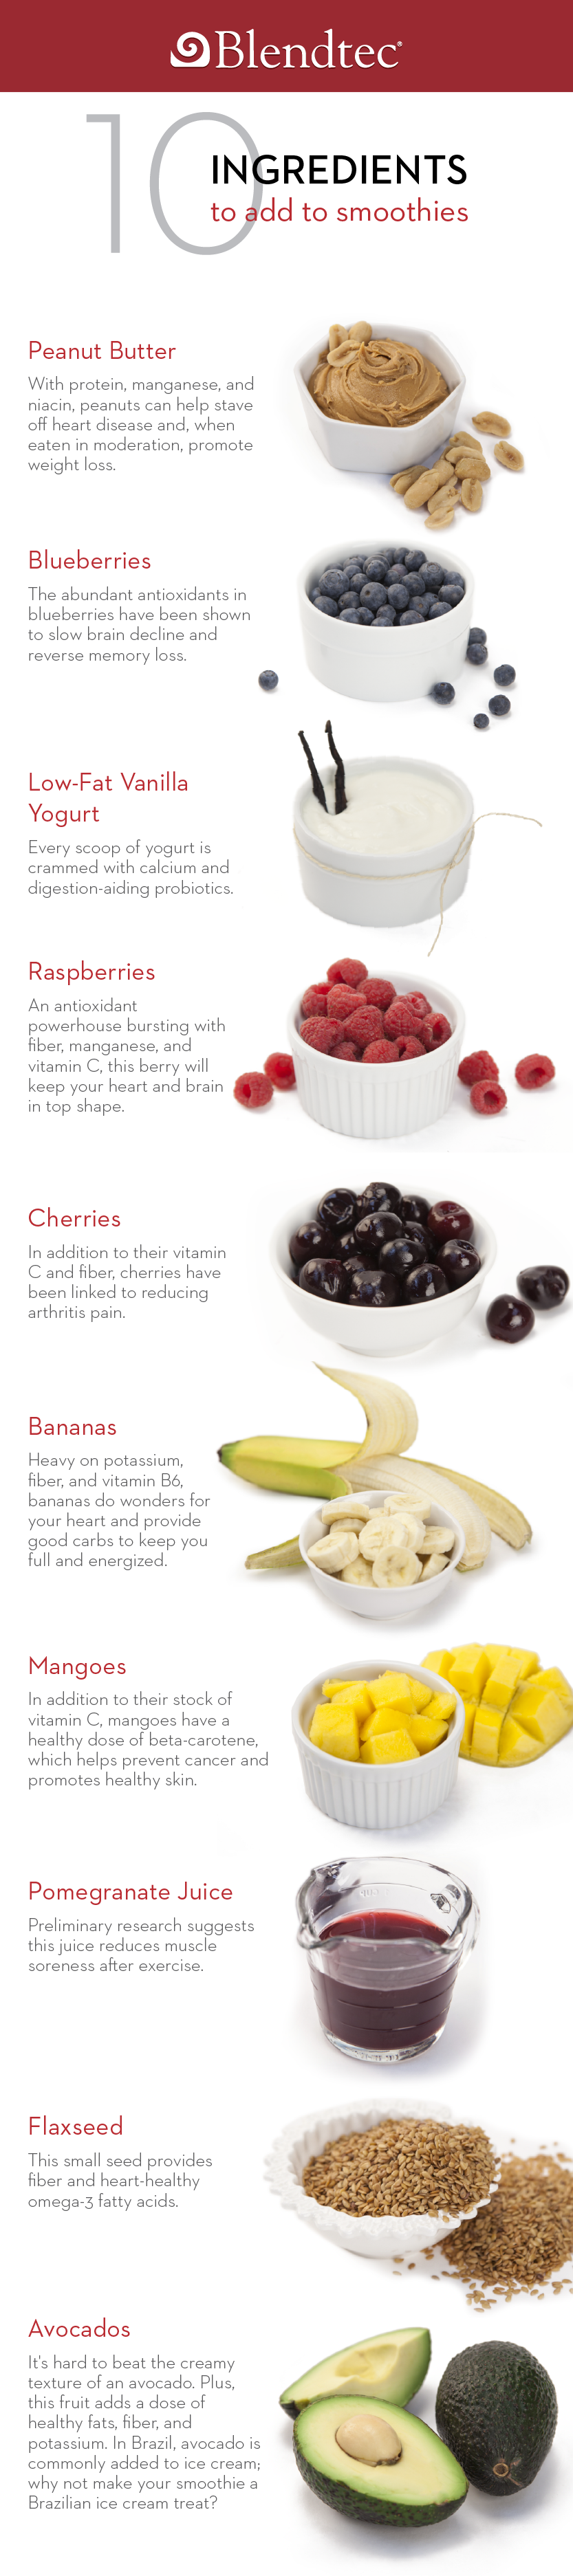 Blendtec®
10
INGREDIENTS
to add to smoothies
Peanut Butter
With protein, manganese, and
niacin, peanuts can help stave
off heart disease and, when
eaten in moderation, promote
weight loss.
Blueberries
The abundant antioxidants in
blueberries have been shown
to slow brain decline and
reverse memory loss.
Low-Fat Vanilla
Yogurt
Every scoop of yogurt is
crammed with calcium and
digestion-aiding probiotics.
Raspberries
An antioxidant
powerhouse bursting with
fiber, manganese, and
vitamin C, this berry will
keep your heart and brain
in top shape.
Cherries
In addition to their vitamin
C and fiber, cherries have
been linked to reducing
arthritis pain.
Bananas
Heavy on potassium,
fiber, and vitamin B6,
bananas do wonders for
your heart and provide
good carbs to keep you
full and energized.
Mangoes
In addition to their stock of
vitamin C, mangoes have a
healthy dose of beta-carotene,
which helps prevent cancer and
promotes healthy skin.
Pomegranate Juice
Preliminary research suggests
this juice reduces muscle
soreness after exercise.
Flaxseed
This small seed provides
fiber and heart-healthy
omega-3 fatty acids.
Avocados
It's hard to beat the creamy
texture of an avocado. Plus,
this fruit adds a dose of
healthy fats, fiber, and
potassium. In Brazil, avocado is
commonly added to ice cream;
why not make your smoothie a
Brazilian ice cream treat?